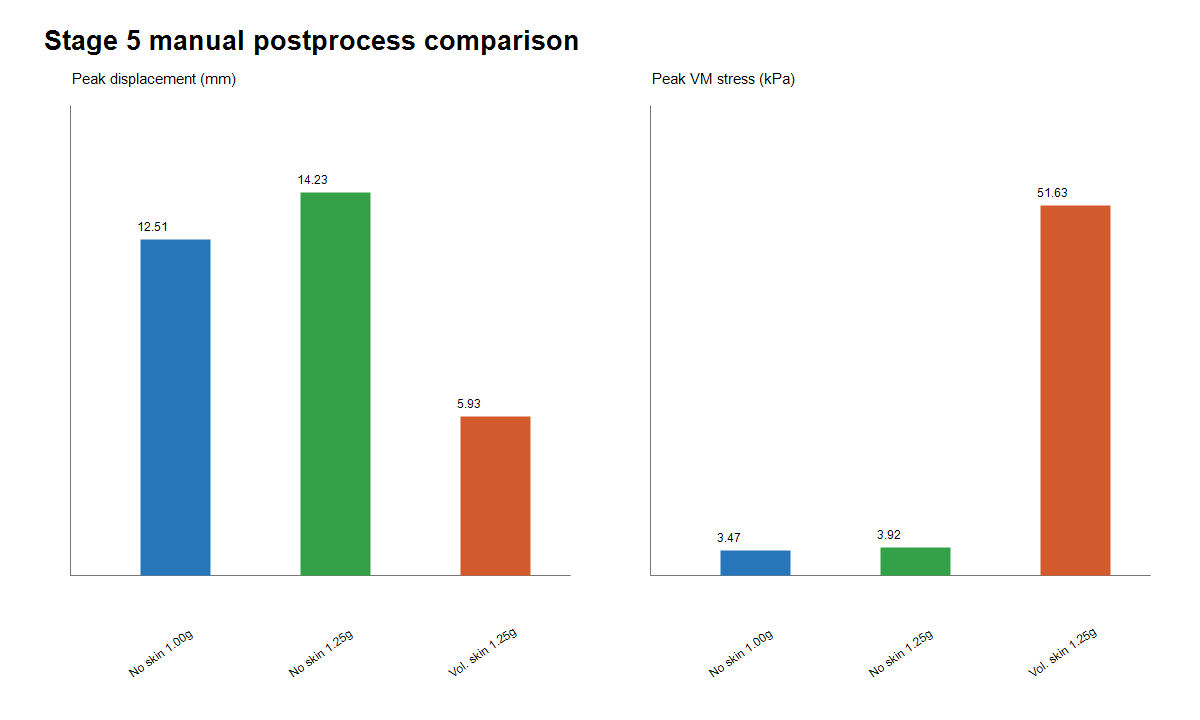 Stage 5 manual postprocess comparison
Peak displacement (mm)
12.51
14.23
5.93
No skin 1.00g
No skin 1.25g
Vol. skin 1.25g
Peak VM stress (kPa)
3.47
3.92
51.63
No skin 1.00g
No skin 1.25g
Vol. skin 1.25g